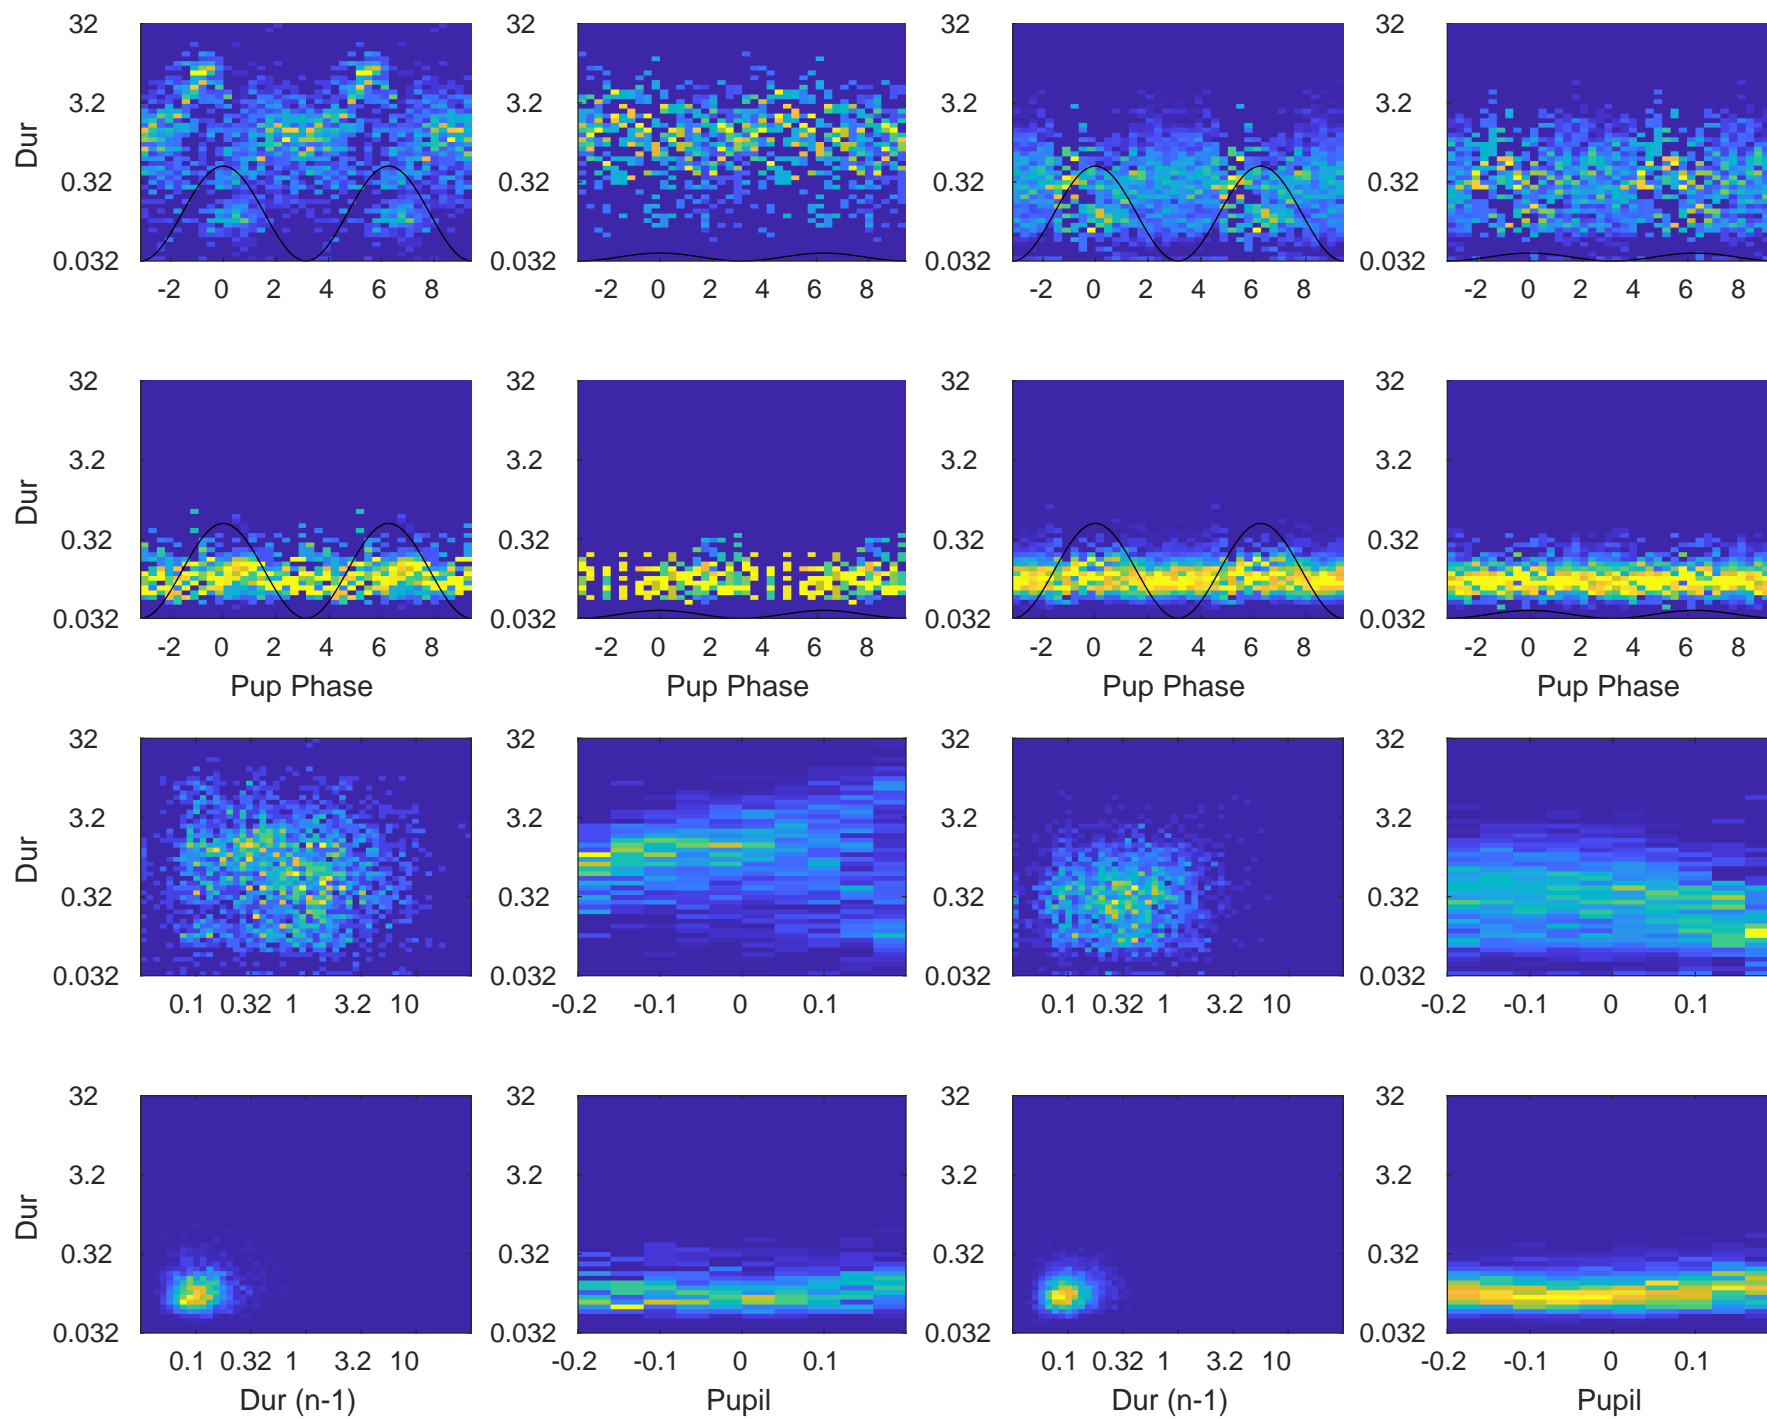 32 32 32 32
3.2 3.2 3.2 3.2
Dur
0.32 0.32 0.32 0.32
0.032 0.032 0.032 0.032
-2 0 2 4 6 8 -2 0 2 4 6 8 -2 0 2 4 6 8 -2 0 2 4 6 8
32 32 32 32
3.2 3.2 3.2 3.2
Dur
0.32 0.32 0.32 0.32
0.032 0.032 0.032 0.032
-2 0 2 4 6 8 -2 0 2 4 6 8 -2 0 2 4 6 8 -2 0 2 4 6 8
Pup Phase Pup Phase Pup Phase Pup Phase
32 32 32 32
3.2 3.2 3.2 3.2
Dur
0.32 0.32 0.32 0.32
0.032 0.032 0.032 0.032
0.1 0.32 1 3.2 10 -0.2 -0.1 0 0.1 0.1 0.32 1 3.2 10 -0.2 -0.1 0 0.1
32 32 32 32
3.2 3.2 3.2 3.2
Dur
0.32 0.32 0.32 0.32
0.032 0.032 0.032 0.032
0.1 0.32 1 3.2 10 -0.2 -0.1 0 0.1 0.1 0.32 1 3.2 10 -0.2 -0.1 0 0.1
Dur (n-1) Pupil Dur (n-1) Pupil